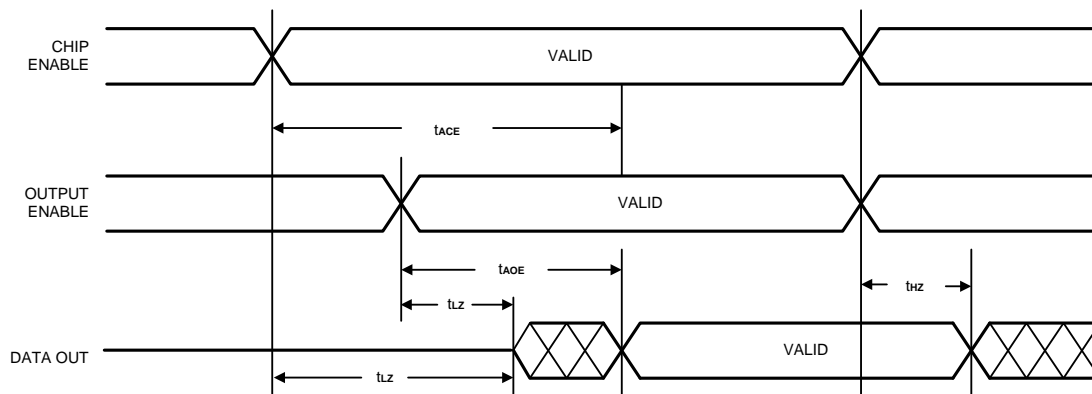 CHIP
ENABLE
VALID
tACE
OUTPUT
ENABLE
VALID
tAOE
tHZ
tLZ
DATA OUT
VALID
tLZ